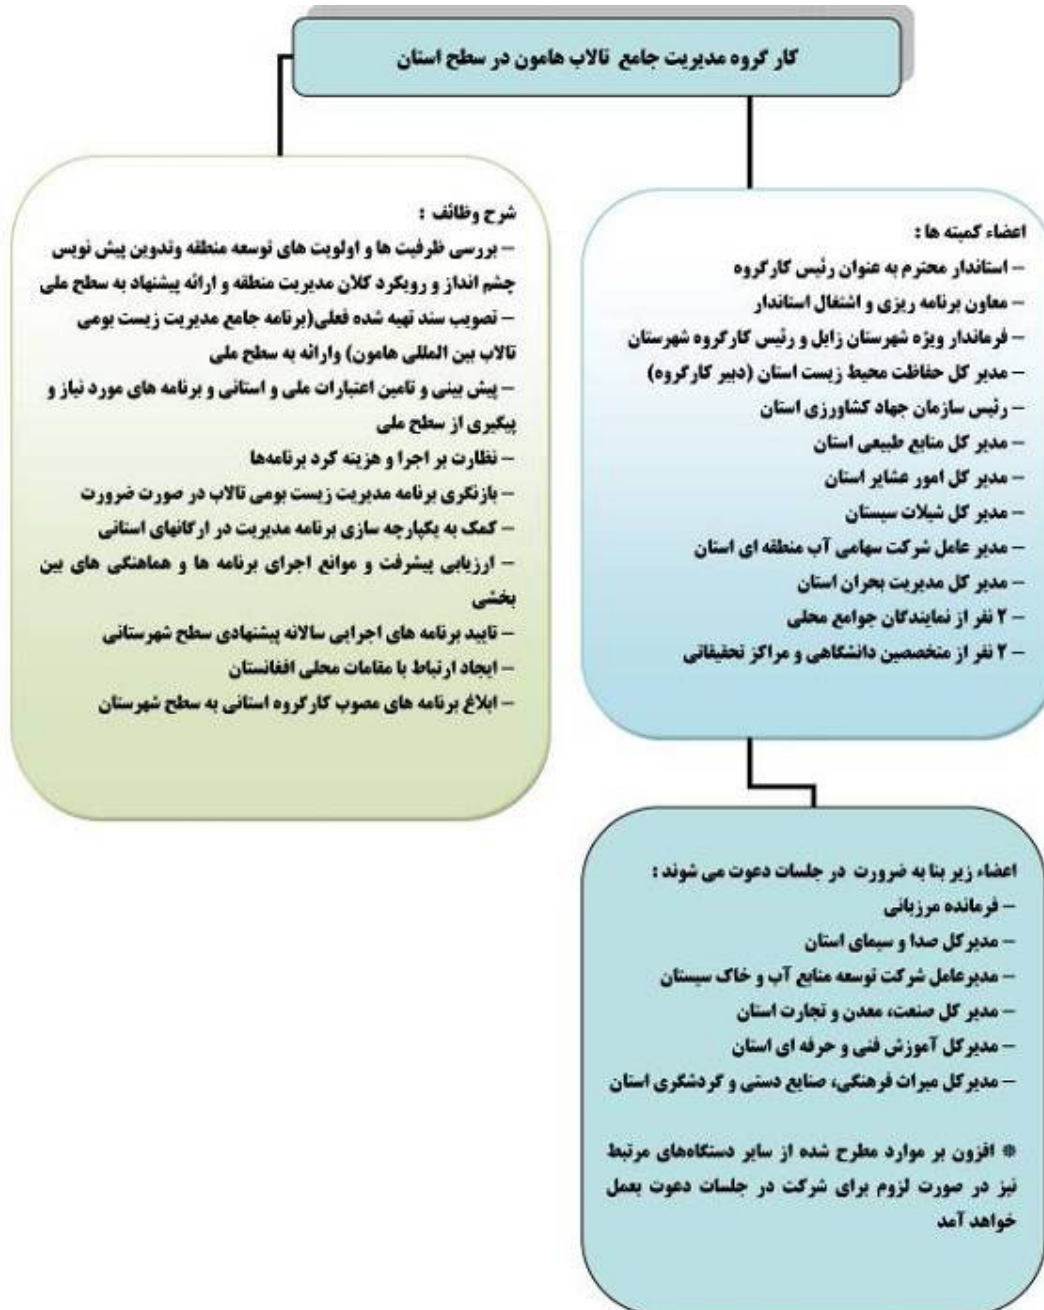 کار گروه مدیریت جامع تالاب هامون در سطح استان
اعضاء کمیته ها :
– استاندار محترم به عنوان رئیس کارگروه
– معاون برنامه ریزی و اشتغال استاندار
– فرماندار ویژه شهرستان زابل و رئیس کارگروه شهرستان
– مدیر کل حفاظت محیط زیست استان (دبیر کارگروه)
– رئیس سازمان جهاد کشاورزی استان
– مدیر کل منابع طبیعی استان
– مدیر کل امور عشایر استان
– مدیر کل شیلات سیستان
– مدیر عامل شرکت سهامی آب منطقه ای استان
– مدیر کل مدیریت بحران استان
– ۲ نفر از نمایندگان جوامع محلی
– ۲ نفر از متخصصین دانشگاهی و مراکز تحقیقاتی
شرح وظائف :
– بررسی ظرفیت ها و اولویت های توسعه منطقه وتدوین پیش نویس
چشم انداز و رویکرد کلان مدیریت منطقه و ارائه پیشنهاد به سطح ملی
– تصویب سند تهیه شده فعلی(برنامه جامع مدیریت زیست بومی
تالاب بین المللی هامون) وارائه به سطح ملی
– پیش بینی و تامین اعتبارات ملی و استانی و برنامه های مورد نیاز و
پیگیری از سطح ملی
– نظارت بر اجرا و هزینه کرد برنامه‌ها
– بازنگری برنامه مدیریت زیست بومی تالاب در صورت ضرورت
– کمک به یکپارچه سازی برنامه مدیریت در ارگانهای استانی
– ارزیابی پیشرفت و موانع اجرای برنامه ها و هماهنگی های بین
بخشی
– تایید برنامه های اجرایی سالانه پیشنهادی سطح شهرستانی
– ایجاد ارتباط با مقامات محلی افغانستان
– ابلاغ برنامه های مصوب کارگروه استانی به سطح شهرستان
اعضاء زیر بنا به ضرورت در جلسات دعوت می شوند :
– فرمانده مرزبانی
– مدیرکل صدا و سیمای استان
– مدیرعامل شرکت توسعه منابع آب و خاک سیستان
– مدیر کل صنعت، معدن و تجارت استان
– مدیرکل آموزش فنی و حرفه ای استان
– مدیرکل میراث فرهنگی، صنایع دستی و گردشگری استان
* افزون بر موارد مطرح شده از سایر دستگاه‌های مرتبط
نیز در صورت لزوم برای شرکت در جلسات دعوت بعمل
خواهد آمد